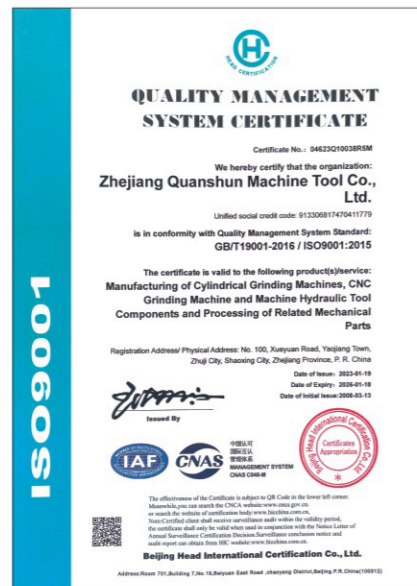 HEAD CERTIFICATION
QUALITY MANAGEMENT
SYSTEM CERTIFICATE
Certificate No.: 04623Q10038R5M
We hereby certify that the organization:
Zhejiang Quanshun Machine Tool Co.,
Ltd.
Unified social credit code: 913306817470411779
is in conformity with Quality Management System Standard:
GB/T19001-2016 / ISO9001:2015
The certificate is valid to the following product(s)/service:
Manufacturing of Cylindrical Grinding Machines, CNC
Grinding Machine and Machine Hydraulic Tool
Components and Processing of Related Mechanical
Parts
Registration Address/ Physical Address: No. 100, Xueyuan Road, Yaojiang Town,
Zhuji City, Shaoxing City, Zhejiang Province, P. R. China
Date of Issue: 2023-01-19
Date of Expiry: 2026-01-18
Date of Initial Issue: 2008-03-13
Issued By
ISO9001
IAF
CNAS
中国认可
国际互认
管理体系
MANAGEMENT SYSTEM
CNAS C046-M
Beijing Head International Certification Co.,Ltd
Certificates
Appropriation
The effectiveness of the Certificate is subject to QR Code in the lower left corner.
Meanwhile,you can search the CNCA website:www.cnca.gov.cn
or search the website of certification body:www.hicchina.com.cn,
Note:Certified client shall receive surveillance audit within the validity period,
the certificate shall only be valid when used in conjunction with the Notice Letter of
Annual Surveillance Certification Decision.Surveillance conclusion notice and
audit report can obtain from HIC website:www.hicchina.com.cn.
Beijing Head International Certification Co., Ltd.
Address:Room 701,Building 7,No.18,Beiyuan East Road ,chaoyang District,Beijing,P.R.China(100012)